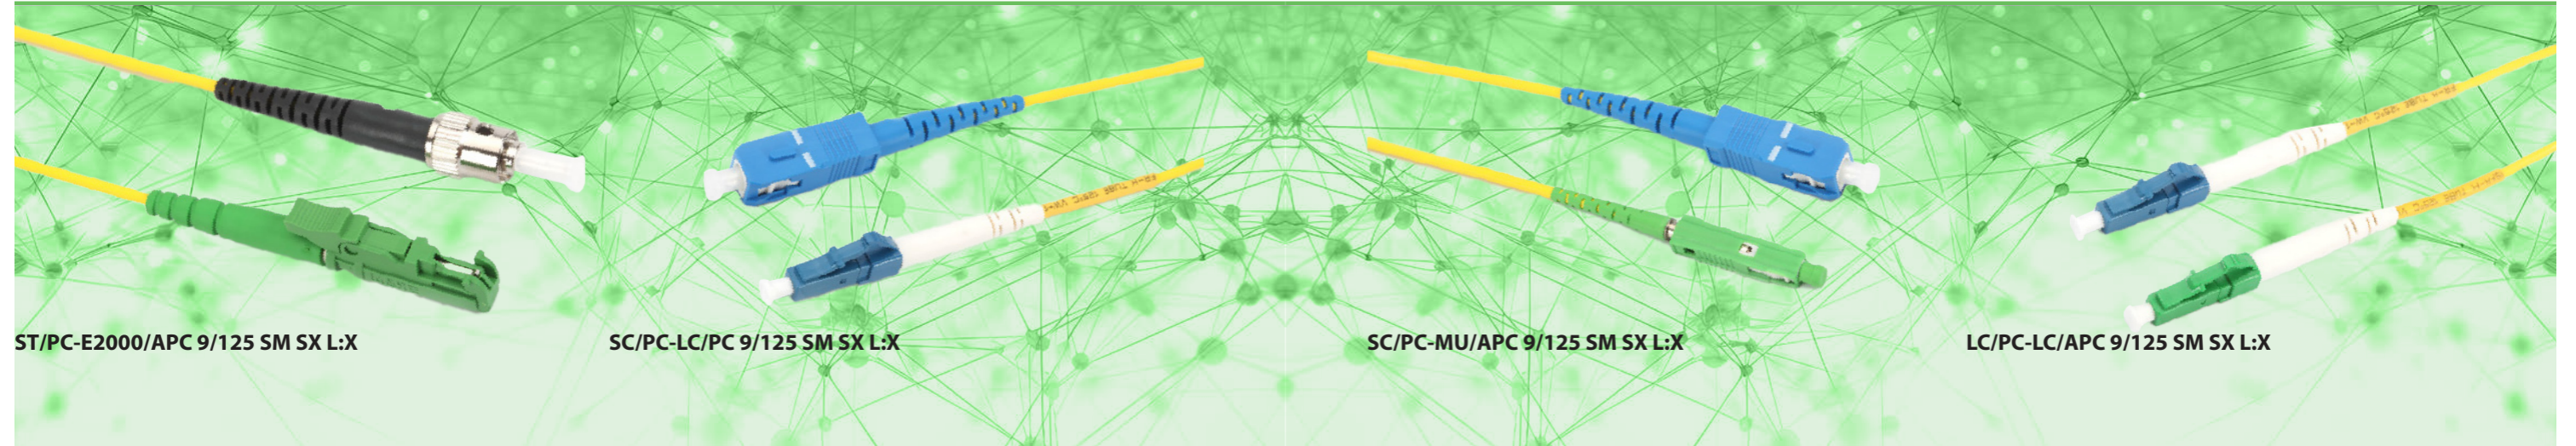 ST/PC-E2000/APC 9/125 SM SX L:X
SC/PC-LC/PC 9/125 SM SX L:X
SC/PC-MU/APC 9/125 SM SX L:X
LC/PC-LC/APC 9/125 SM SX L:X